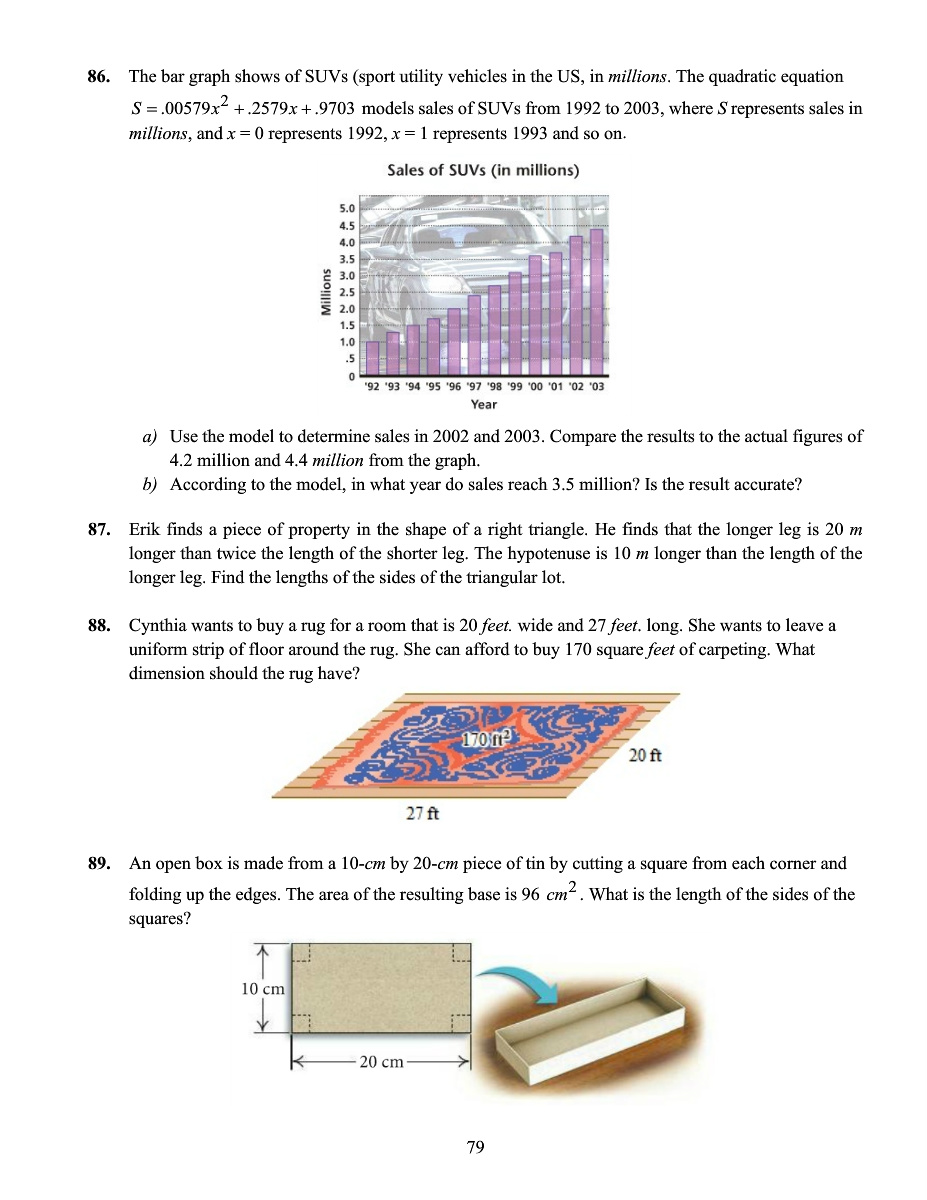 86. The bar graph shows of SUVs (sport utility vehicles in the US, in millions. The quadratic equation
S = .00579x² + .2579x + .9703 models sales of SUVs from 1992 to 2003, where S represents sales in
millions, and x = 0 represents 1992, x = 1 represents 1993 and so on.
Sales of SUVs (in millions)
Millions
5.0
4.5
4.0
3.5
3.0
2.5
2.0
1.5
1.0
.5
0
'92 '93 '94 '95 '96 '97 '98 '99 '00 '01 '02 '03
Year
a) Use the model to determine sales in 2002 and 2003. Compare the results to the actual figures of
4.2 million and 4.4 million from the graph.
b) According to the model, in what year do sales reach 3.5 million? Is the result accurate?
87. Erik finds a piece of property in the shape of a right triangle. He finds that the longer leg is 20 m
longer than twice the length of the shorter leg. The hypotenuse is 10 m longer than the length of the
longer leg. Find the lengths of the sides of the triangular lot.
88. Cynthia wants to buy a rug for a room that is 20 feet. wide and 27 feet. long. She wants to leave a
uniform strip of floor around the rug. She can afford to buy 170 square feet of carpeting. What
dimension should the rug have?
170 ft²
20 ft
27 ft
89. An open box is made from a 10-cm by 20-cm piece of tin by cutting a square from each corner and
folding up the edges. The area of the resulting base is 96 cm². What is the length of the sides of the
squares?
10 cm
20 cm
79